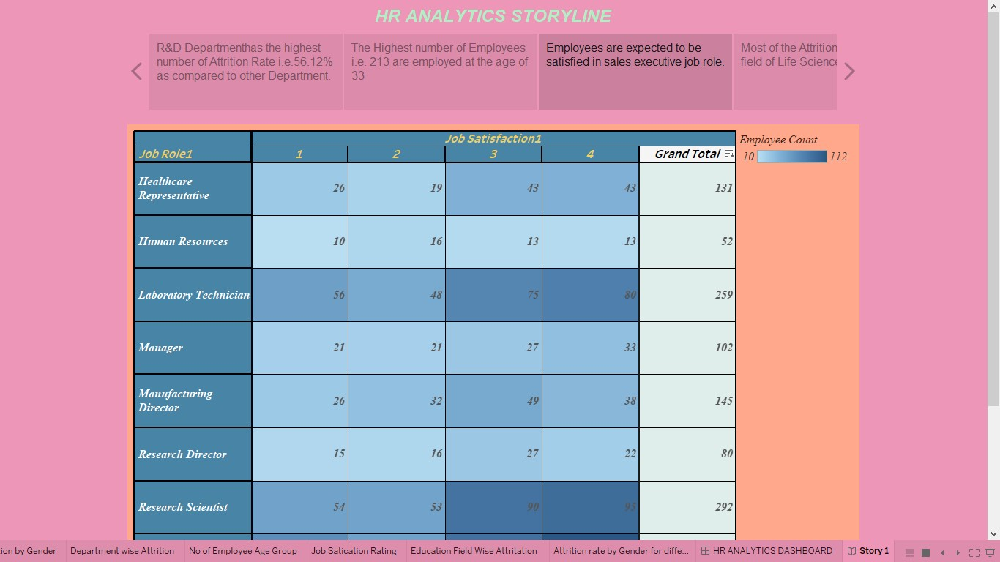 HR ANALYTICS STORYLINE
R&D Departmenthas the highest
number of Attrition Rate i.e.56.12%
as compared to other Department.
The Highest number of Employees
i.e. 213 are employed at the age of
33
Employees are expected to be
satisfied in sales executive job role.
Most of the Attrition
field of Life Science
Job Satisfaction1
Job Role1 1 2 3 4 Grand Total
Employee Count
10 112
Healthcare
Representative 26 19 43 43 131
Human Resources 10 16 13 13 52
Laboratory Technician 56 48 75 80 259
Manager 21 21 27 33 102
Manufacturing
Director 26 32 49 38 145
Research Director 15 16 27 22 80
Research Scientist 54 53 90 95 292
ion by Gender Department wise Attrition No of Employee Age Group Job Satication Rating Education Field Wise Attritation Attrition rate by Gender for diffe... HR ANALYTICS DASHBOARD Story 1